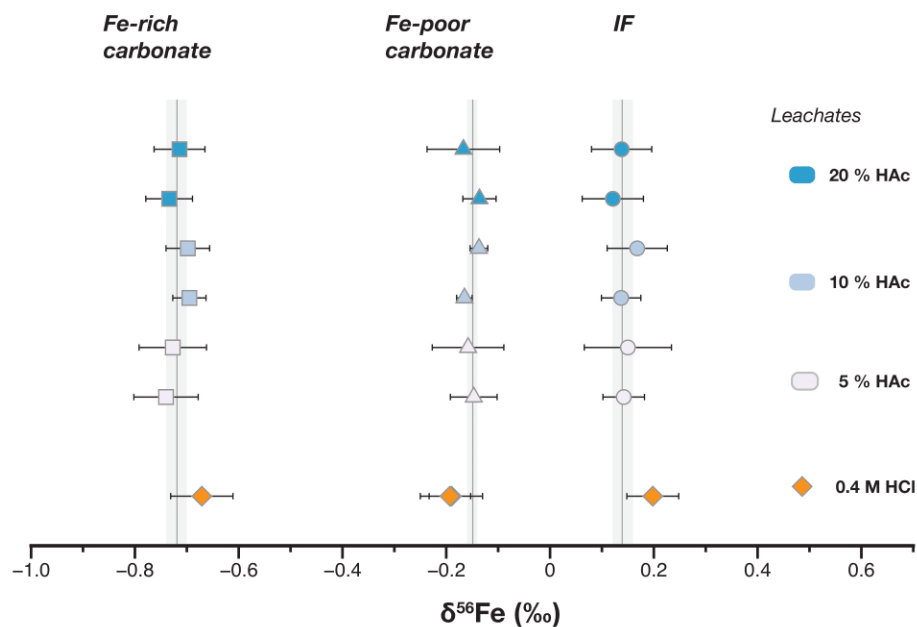 Fe-rich
carbonate
Fe-poor
carbonate
IF
Leachates
20 % HAc
10 % HAc
5 % HAc
0.4 M HCl
−1.0 −0.8 −0.6 −0.4 −0.2 0 0.2 0.4 0.6
δ⁵⁶Fe (‰)